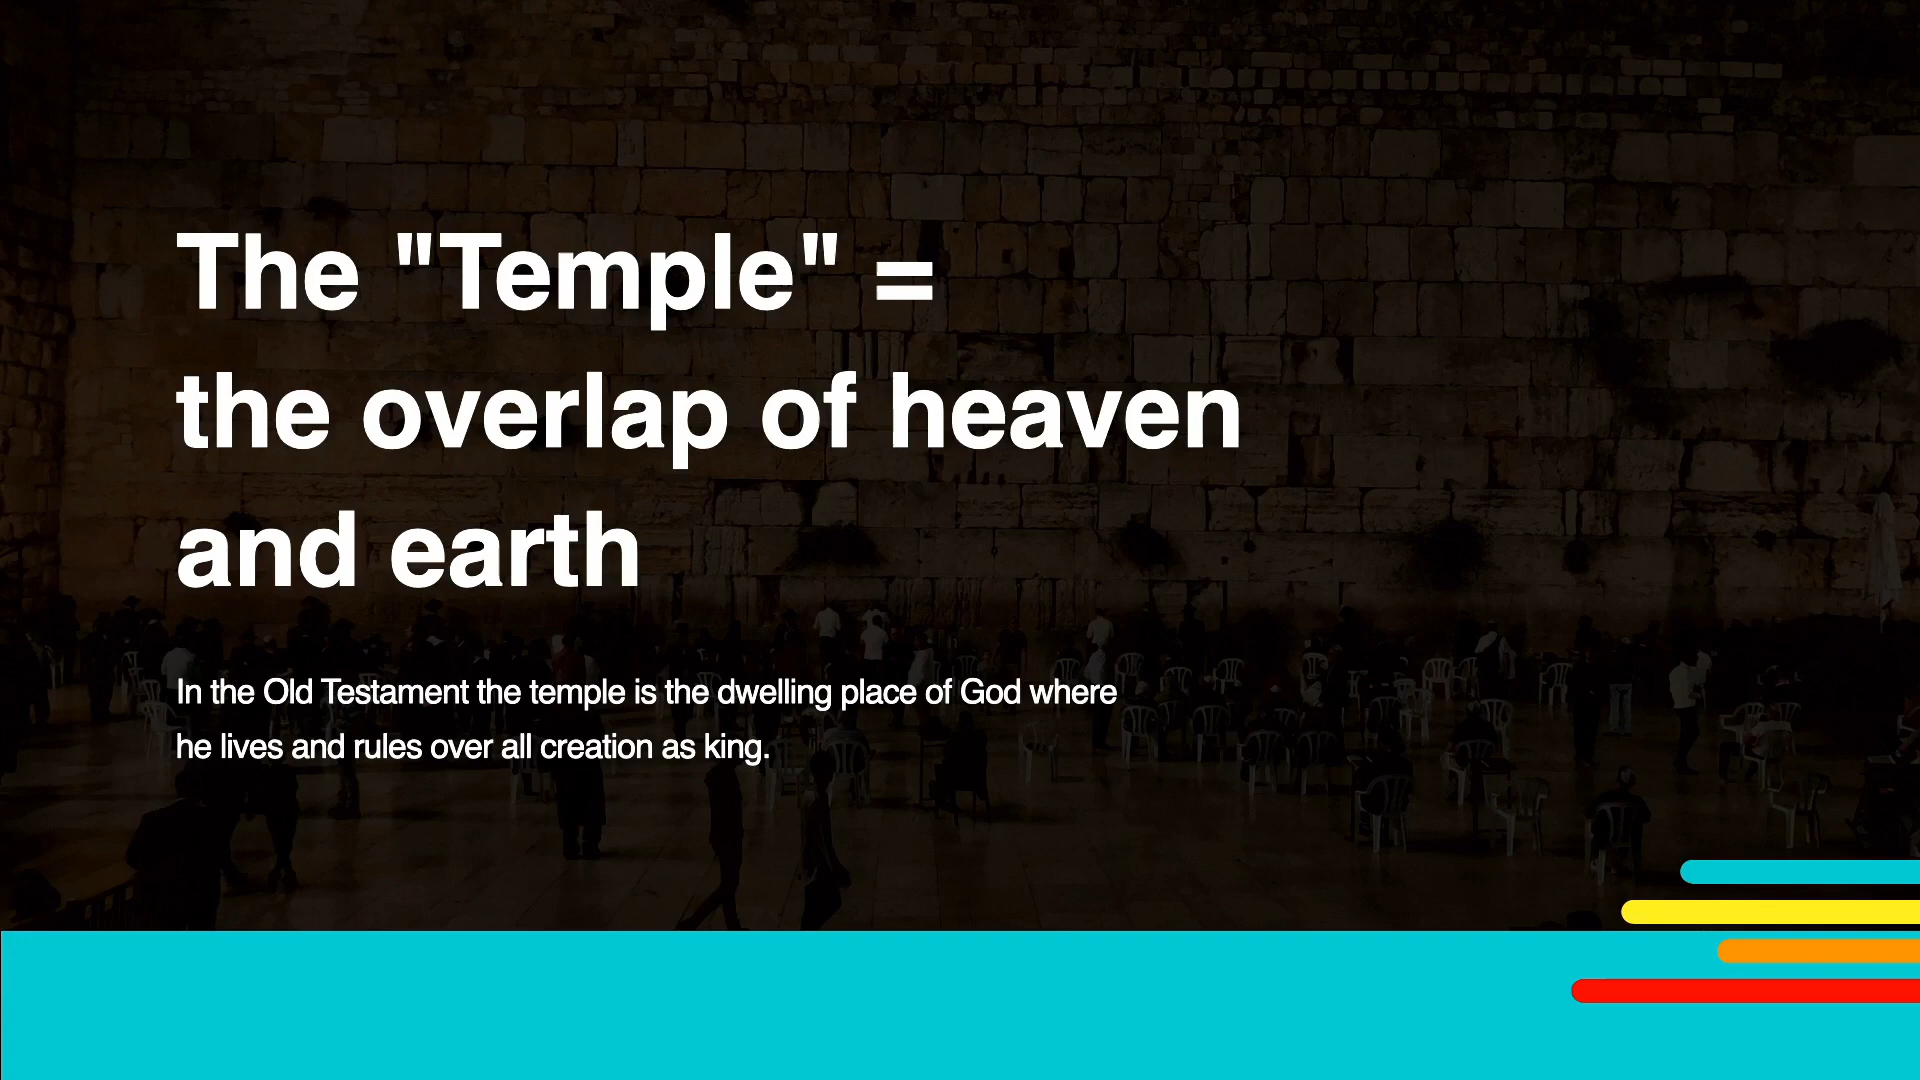 The "Temple" =
the overlap of heaven
and earth
In the Old Testament the temple is the dwelling place of God where
he lives and rules over all creation as king.